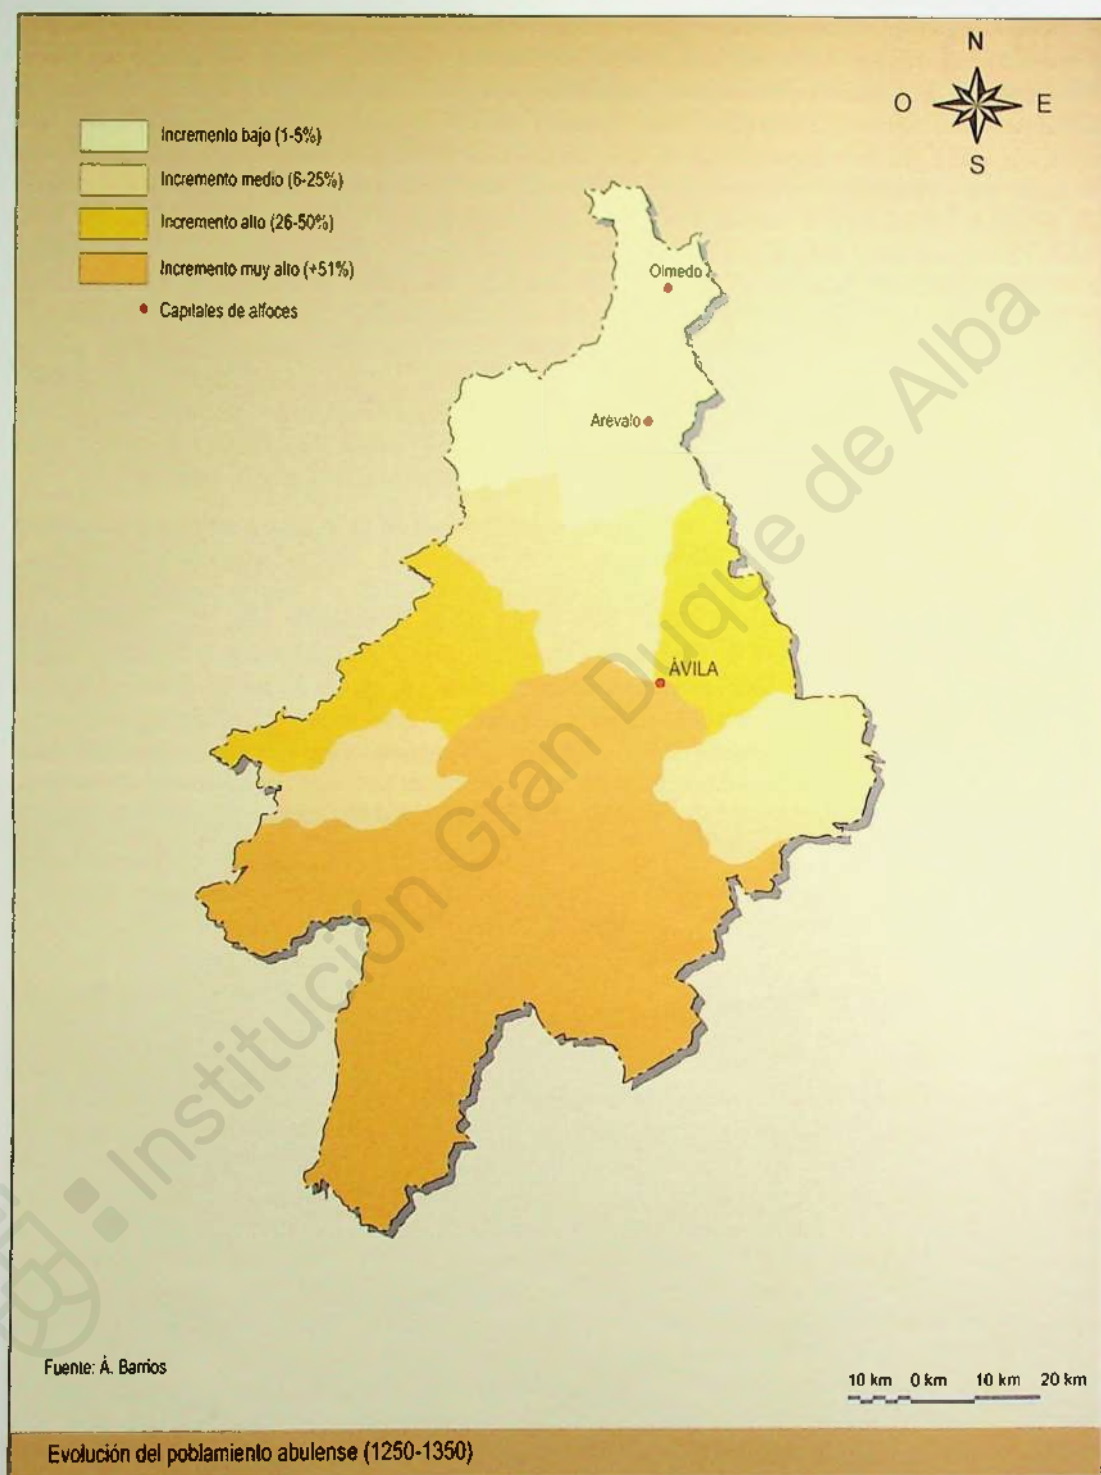 N
O E
S
Incremento bajo (1-5%)
Incremento medio (6-25%)
Incremento alto (26-50%)
Incremento muy alto (+51%)
Capitales de alfoces
Olmedo
Arévalo
ÁVILA
Institución Gran Duque de Alba
Fuente: Á. Barrios
10 km 0 km 10 km 20 km
Evolución del poblamiento abulense (1250-1350)